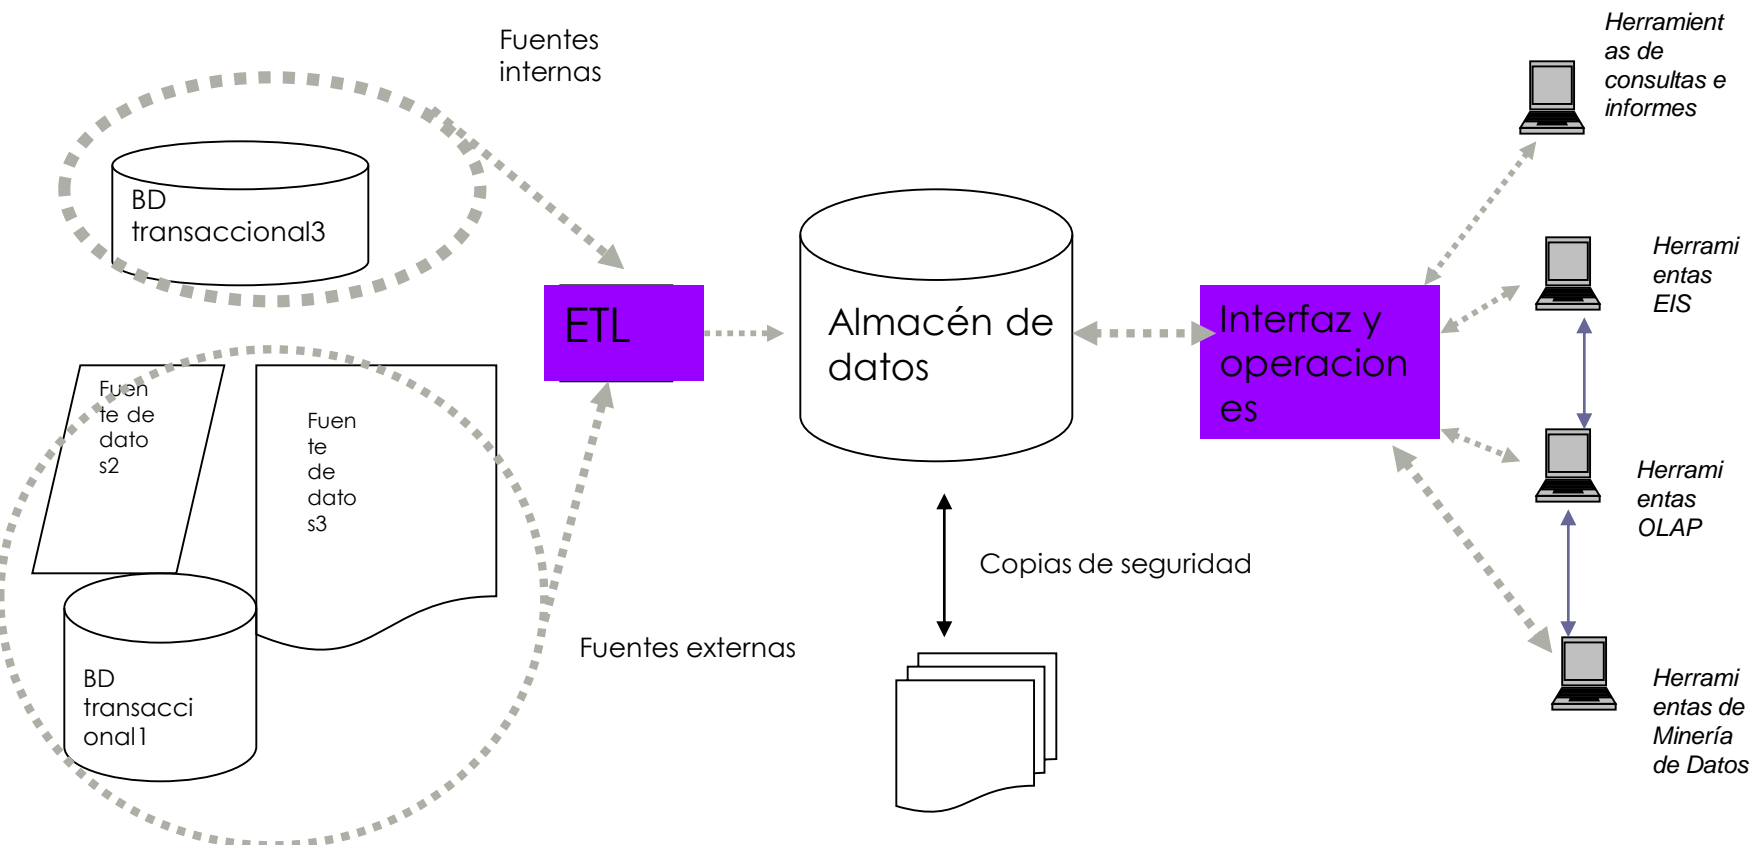 Fuentes
internas
BD
transaccional3
Fuen
te de
dato
s2
Fuen
te
de
dato
s3
BD
transacci
onal1
ETL
Fuentes externas
Almacén de
datos
Copias de seguridad
Interfaz y
operacion
es
Herramient
as de
consultas e
informes
Herrami
entas
EIS
Herrami
entas
OLAP
Herrami
entas de
Minería
de Datos